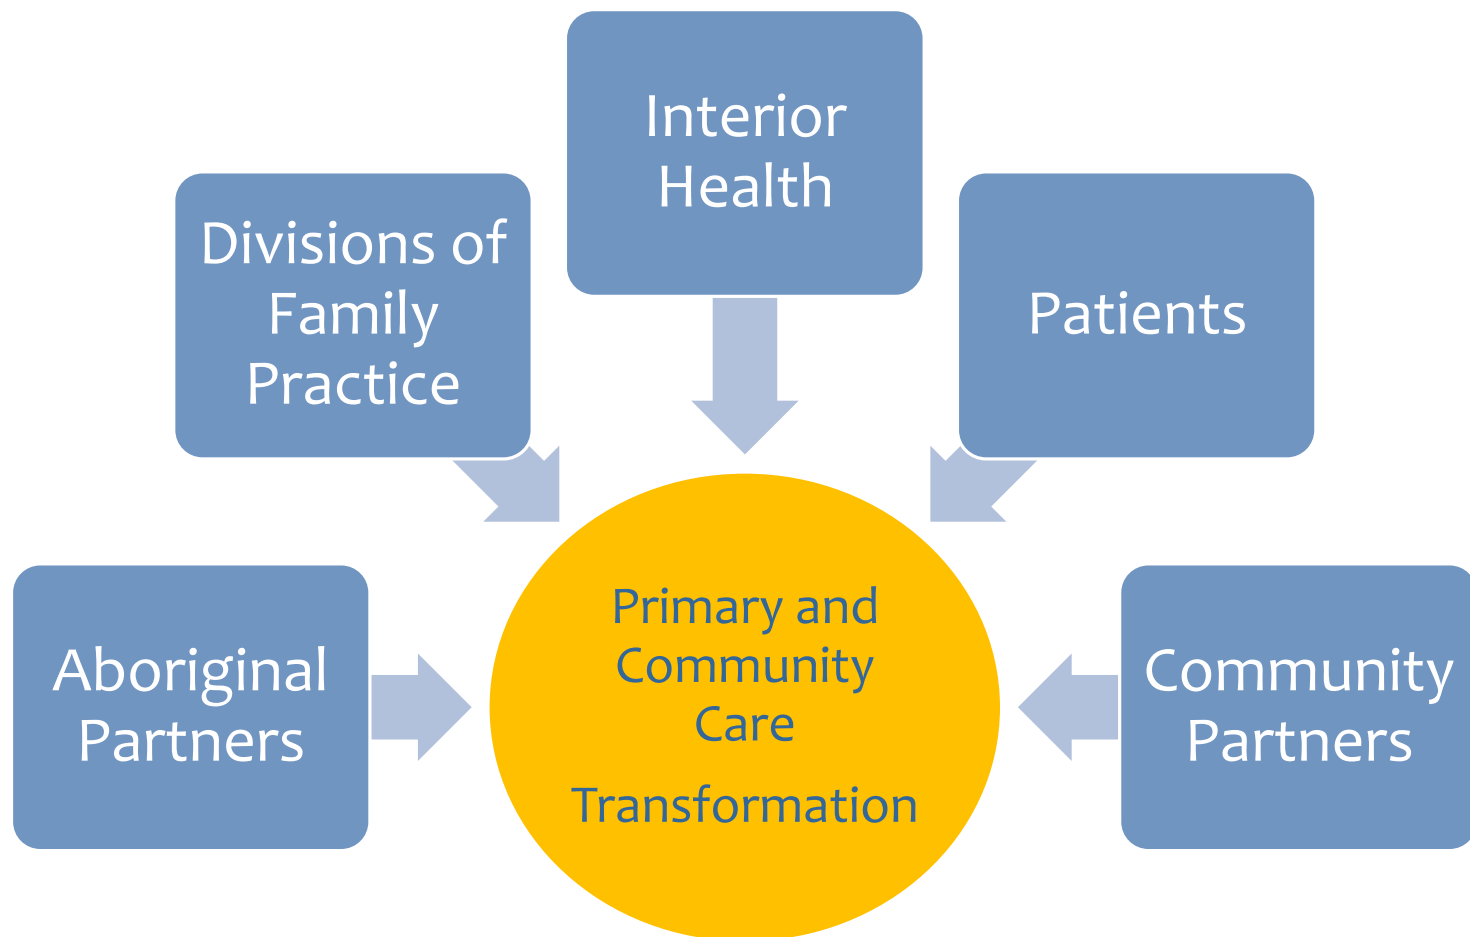 Interior
Health
Divisions of
Family
Practice
Patients
Aboriginal
Partners
Primary and
Community
Care
Transformation
Community
Partners